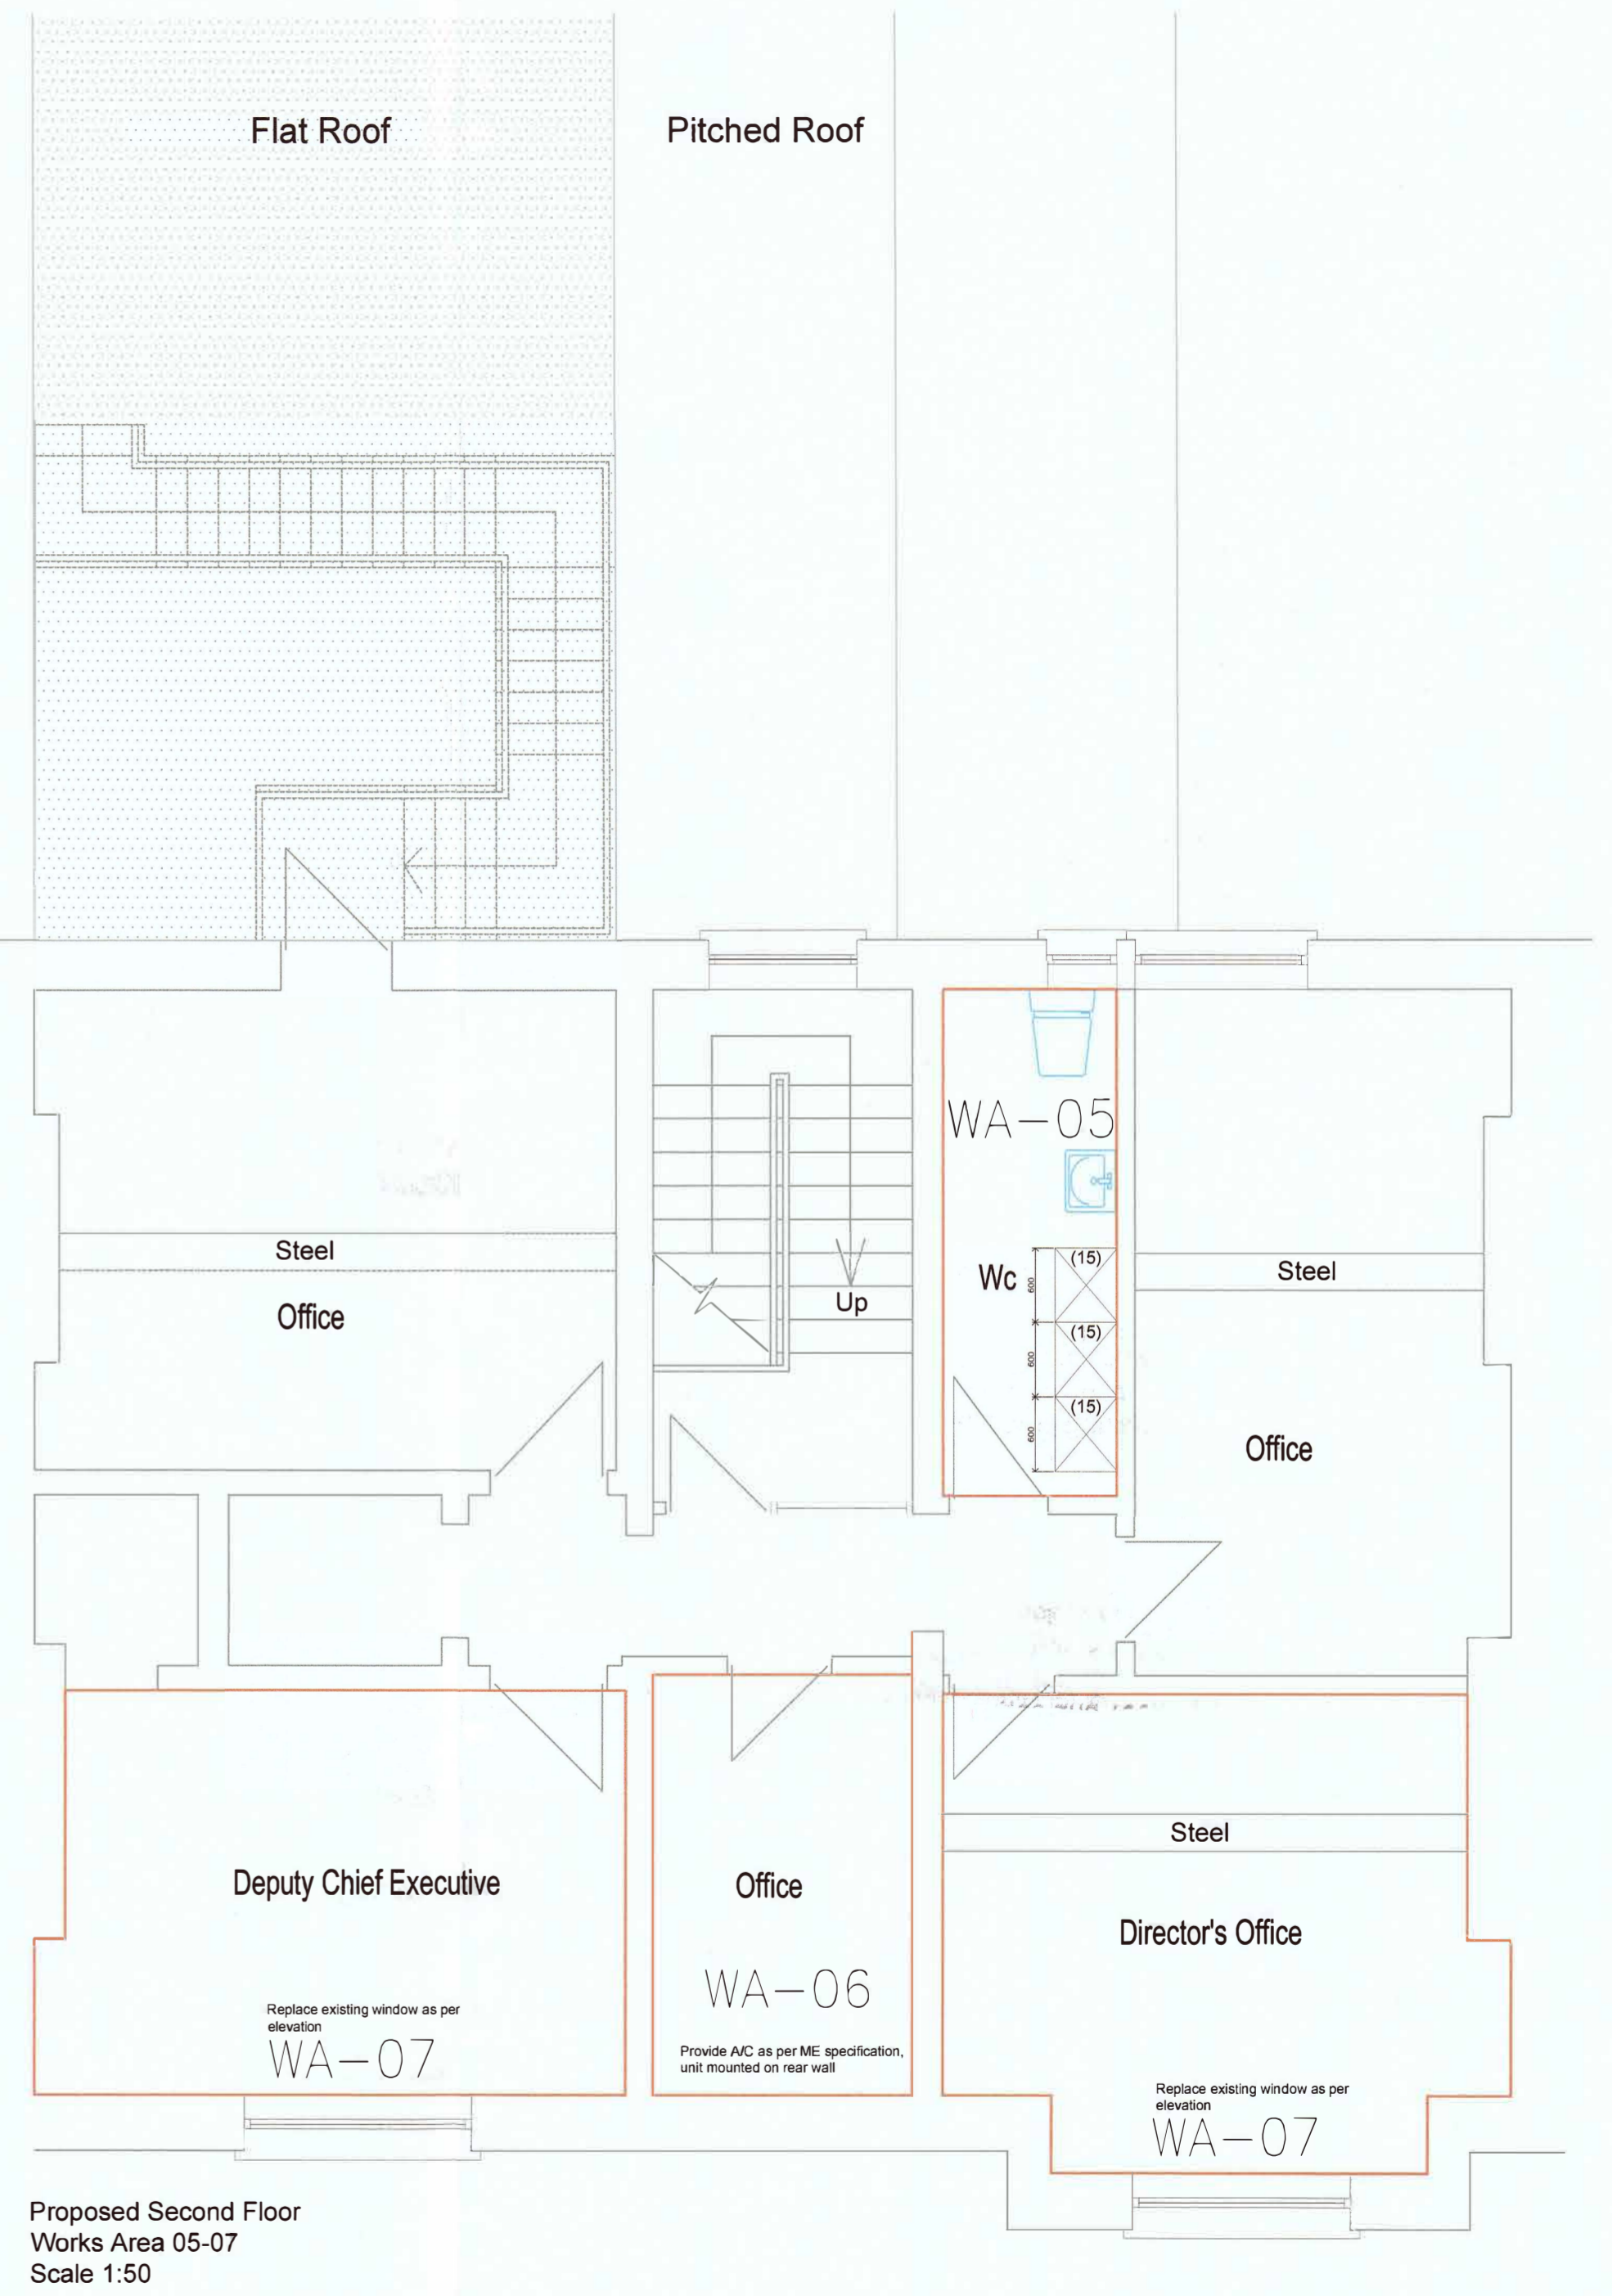 Flat Roof
Pitched Roof
WA-05
Steel
Office
Up
Wc
(15)
600
(15)
600
(15)
600
Steel
Office
Deputy Chief Executive
Replace existing window as per
elevation
WA-07
Office
WA-06
Provide A/C as per ME specification,
unit mounted on rear wall
Steel
Director's Office
Replace existing window as per
elevation
WA-07
Proposed Second Floor
Works Area 05-07
Scale 1:50